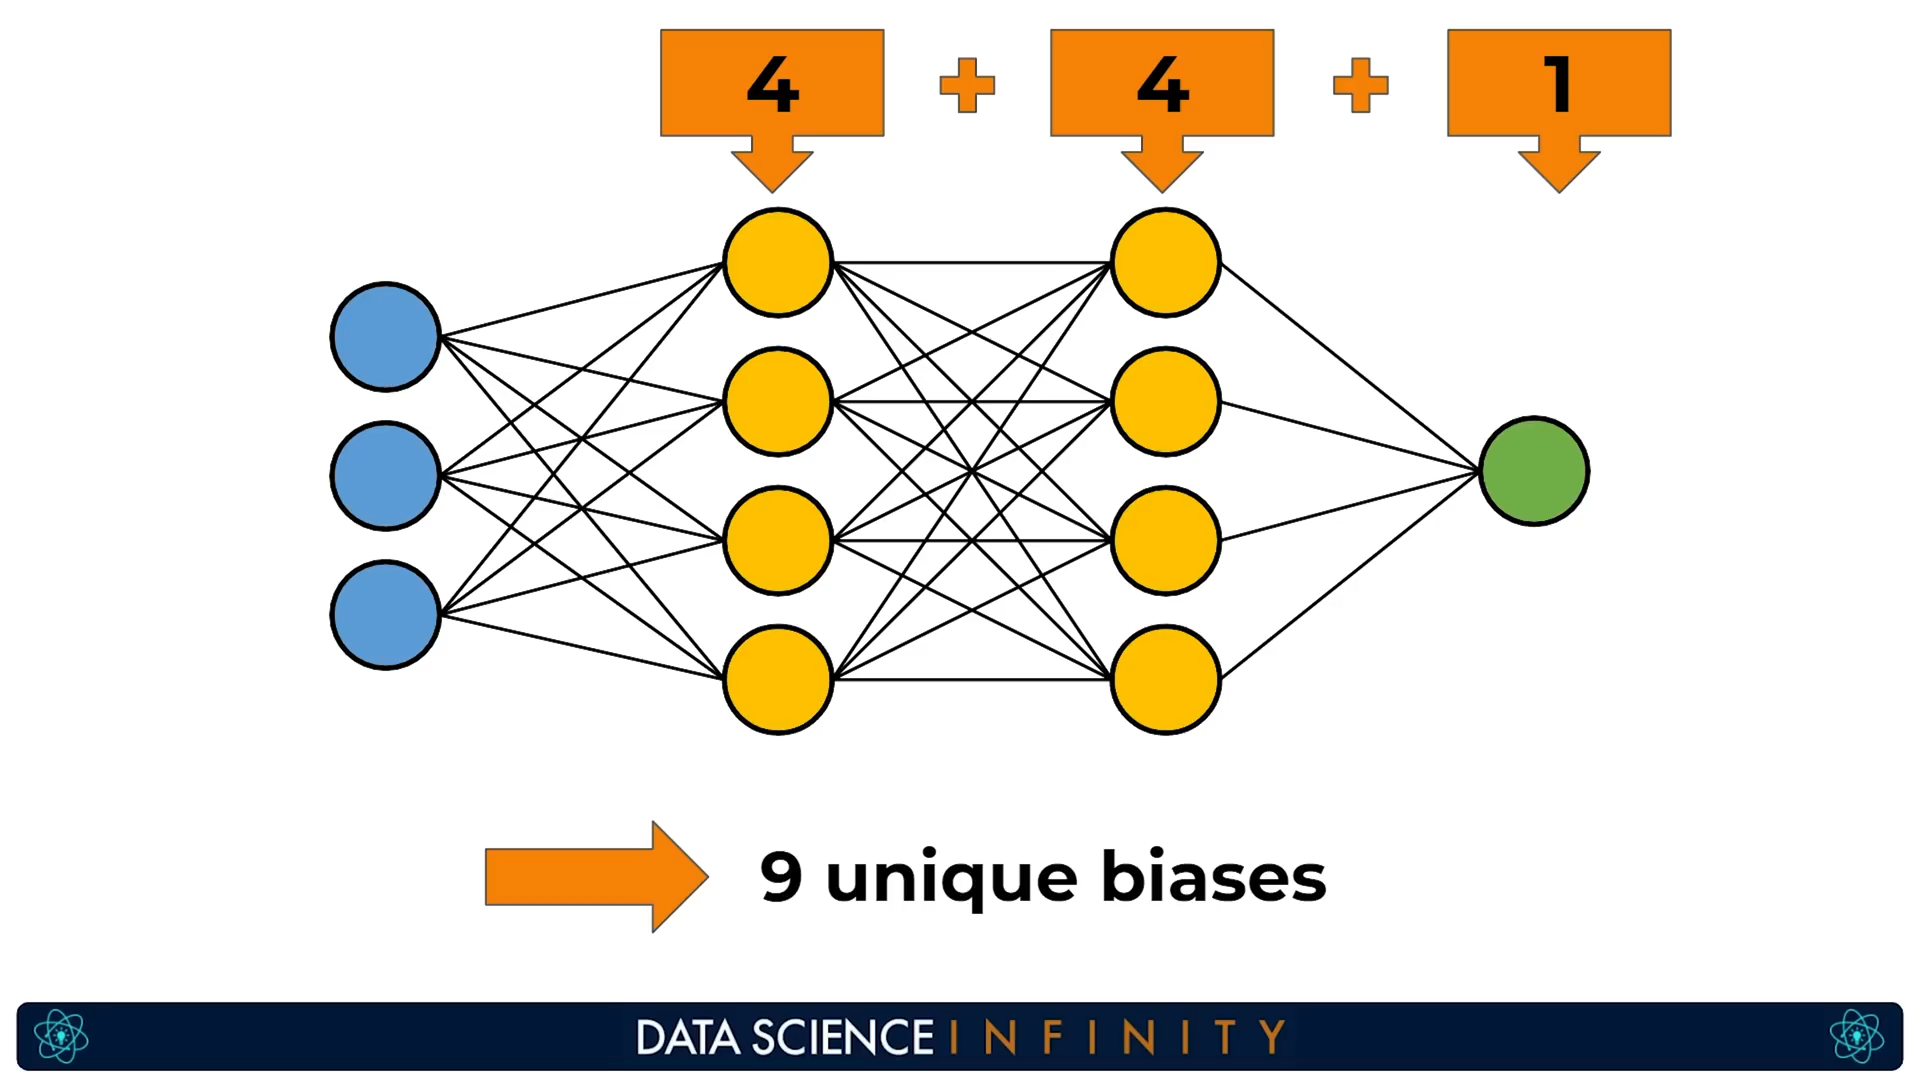 4 + 4 + 1
9 unique biases
DATA SCIENCE INFINITY